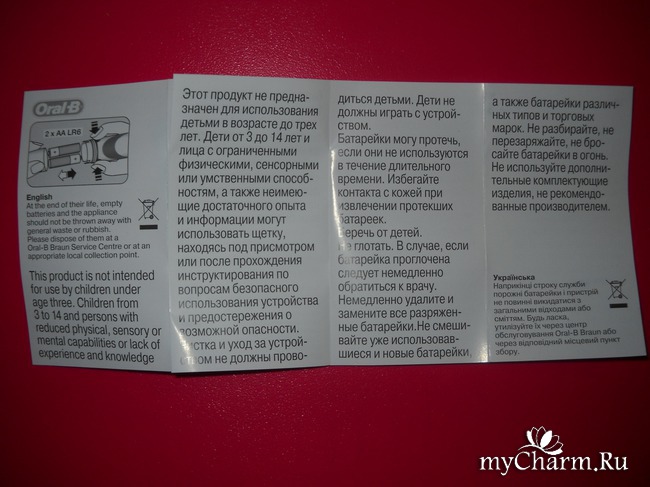 Oral-B
2 x AA LR6
English
At the end of their life, empty
batteries and the appliance
should not be thrown away with
general waste or rubbish.
Please dispose of them at a
Oral-B Braun Service Centre or at an
appropriate local collection point.
This product is not intended
for use by children under
age three. Children from
3 to 14 and persons with
reduced physical, sensory or
mental capabilities or lack of
experience and knowledge
Этот продукт не предна-
значен для использования
детьми в возрасте до трех
лет. Дети от 3 до 14 лет и
лица с ограниченными
физическими, сенсорными
или умственными способ-
ностям, а также неимею-
щие достаточного опыта
и информации могут
использовать щетку,
находясь под присмотром
или после прохождения
инструктирования по
вопросам безопасного
использования устройства
и предостережения о
возможной опасности.
Чистка и уход за устрой-
ством не должны прово-
диться детьми. Дети не
должны играть с устрой-
ством.
Батарейки могу протечь,
если они не используются
в течение длительного
времени. Избегайте
контакта с кожей при
извлечении протекших
батареек.
Беречь от детей.
Не глотать. В случае, если
батарейка проглочена
следует немедленно
обратиться к врачу.
Немедленно удалите и
замените все разряжен-
ные батарейки.Не смеши-
вайте уже использовав-
шиеся и новые батарейки,
а также батарейки различ-
ных типов и торговых
марок. Не разбирайте, не
перезаряжайте, не бро-
сайте батарейки в огонь.
Не используйте дополни-
тельные комплектующие
изделия, не рекомендо-
ванные производителем.
Українська
Наприкінці строку служби
порожні батарейки і пристрій
не повинні викидатися з
загальними відходами або
сміттям. Будь ласка,
утилізуйте їх через центр
обслуговування Oral-B Braun або
через відповідний місцевий пункт
збору.
myCharm.Ru